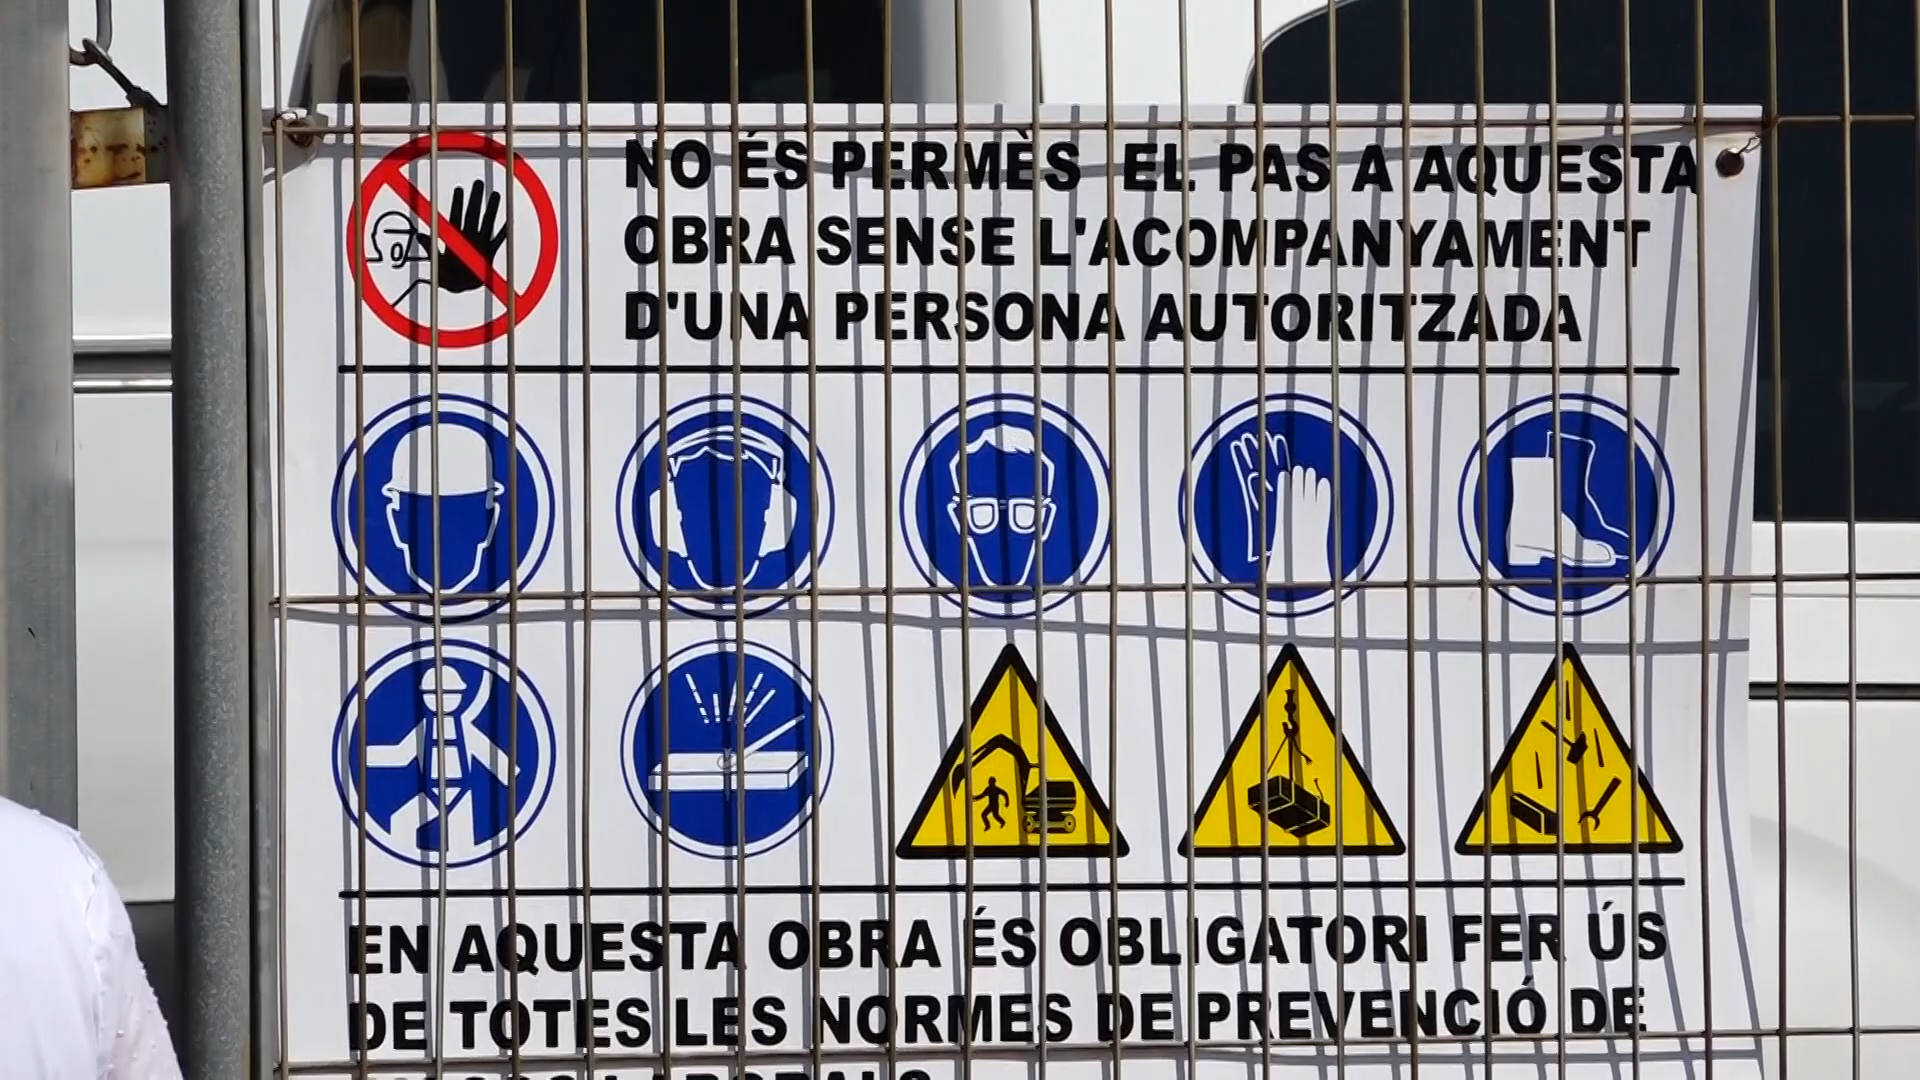 NO ÉS PERMÈS EL PAS A AQUESTA
OBRA SENSE L'ACOMPANYAMENT
D'UNA PERSONA AUTORITZADA
EN AQUESTA OBRA ÉS OBLIGATORI FER ÚS
DE TOTES LES NORMES DE PREVENCIÓ DE